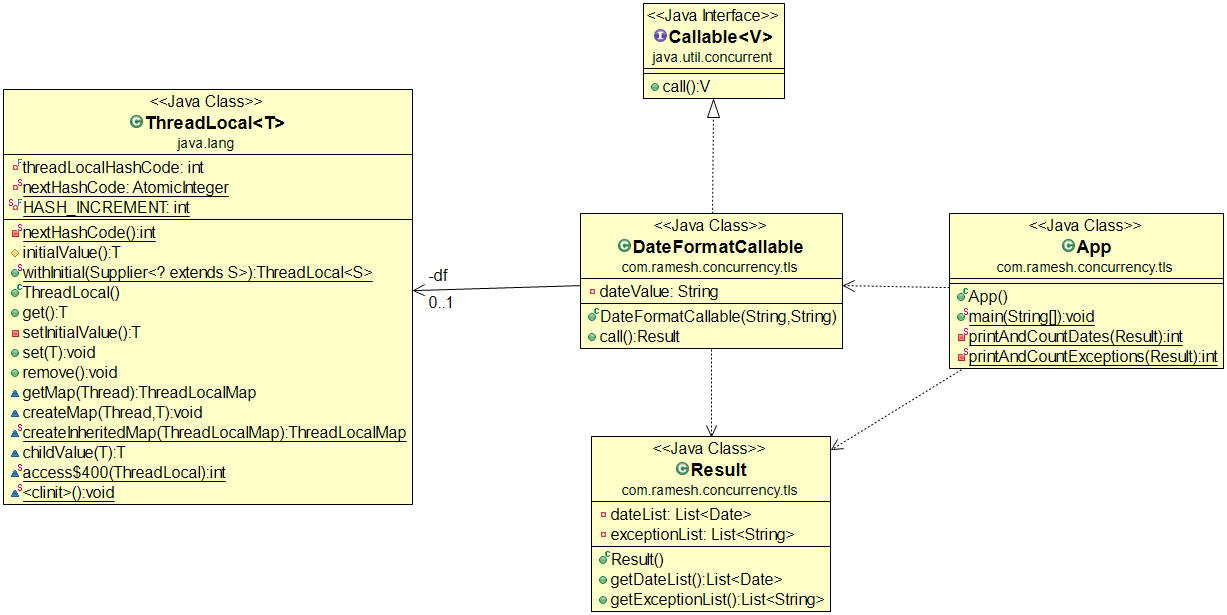 <<Java Interface>>
Callable<V>
java.util.concurrent
call():V
<<Java Class>>
ThreadLocal<T>
java.lang
threadLocalHashCode: int
nextHashCode: AtomicInteger
HASH_INCREMENT: int
nextHashCode():int
initialValue():T
withInitial(Supplier<? extends S>):ThreadLocal<S>
ThreadLocal()
get():T
setInitialValue():T
set(T):void
remove():void
getMap(Thread):ThreadLocalMap
createMap(Thread,T):void
createInheritedMap(ThreadLocalMap):ThreadLocalMap
childValue(T):T
access$400(ThreadLocal):int
<clinit>():void
-df
0..1
<<Java Class>>
DateFormatCallable
com.ramesh.concurrency.tls
dateValue: String
DateFormatCallable(String,String)
call():Result
<<Java Class>>
App
com.ramesh.concurrency.tls
App()
main(String[]):void
printAndCountDates(Result):int
printAndCountExceptions(Result):int
<<Java Class>>
Result
com.ramesh.concurrency.tls
dateList: List<Date>
exceptionList: List<String>
Result()
getDateList():List<Date>
getExceptionList():List<String>